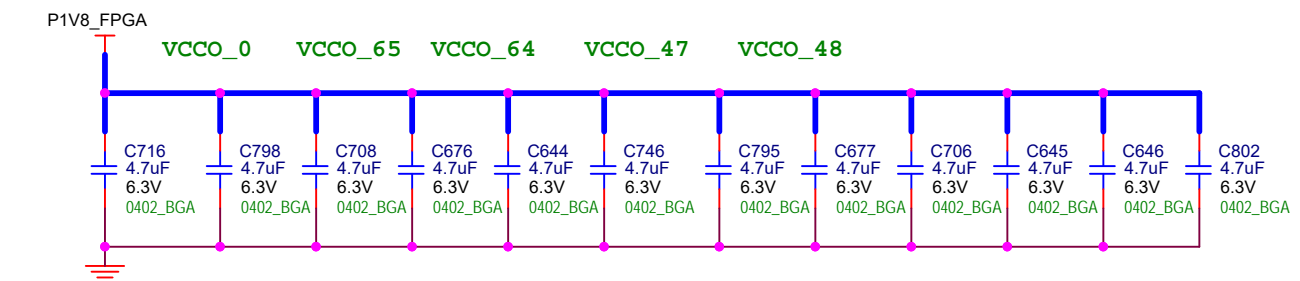 P1V8_FPGA
VCCO_0 VCCO_65 VCCO_64 VCCO_47 VCCO_48
C716 C798 C708 C676 C644 C746 C795 C677 C706 C645 C646 C802
4.7uF 4.7uF 4.7uF 4.7uF 4.7uF 4.7uF 4.7uF 4.7uF 4.7uF 4.7uF 4.7uF 4.7uF
6.3V 6.3V 6.3V 6.3V 6.3V 6.3V 6.3V 6.3V 6.3V 6.3V 6.3V 6.3V
0402_BGA 0402_BGA 0402_BGA 0402_BGA 0402_BGA 0402_BGA 0402_BGA 0402_BGA 0402_BGA 0402_BGA 0402_BGA 0402_BGA